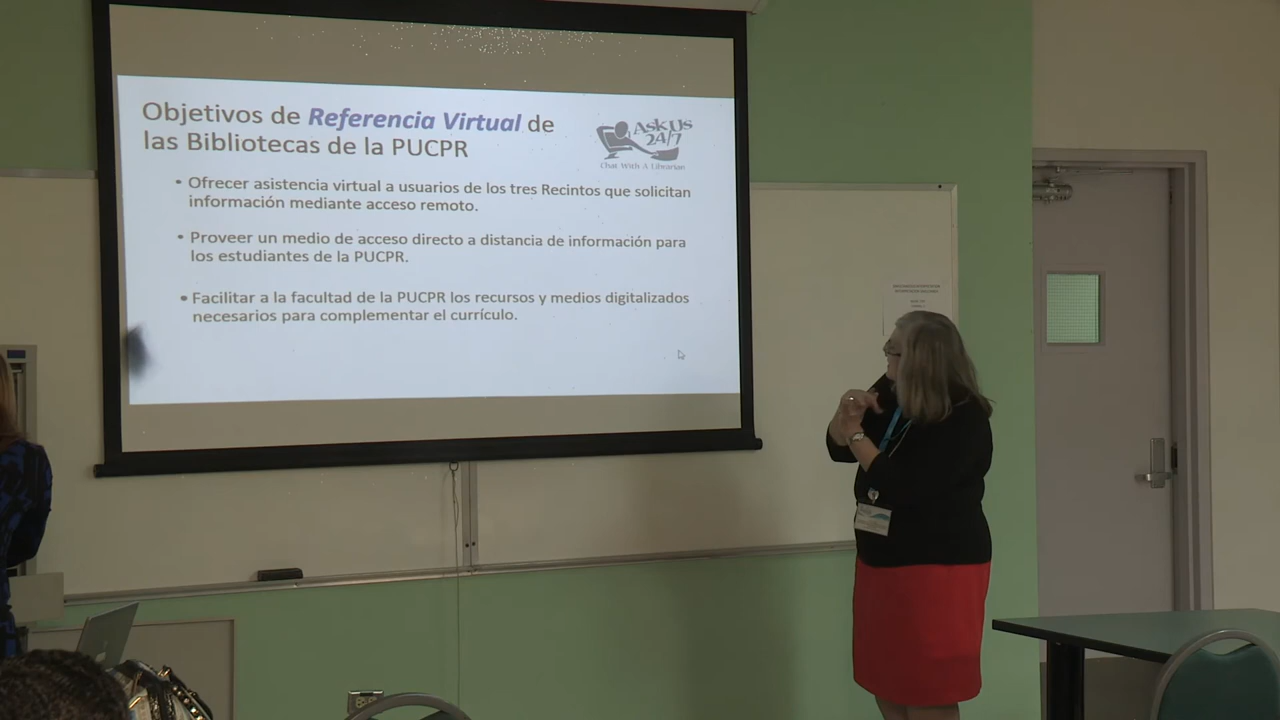 Objetivos de Referencia Virtual de
las Bibliotecas de la PUCPR
Ask Us
24/7
Chat With A Librarian
• Ofrecer asistencia virtual a usuarios de los tres Recintos que solicitan
información mediante acceso remoto.
• Proveer un medio de acceso directo a distancia de información para
los estudiantes de la PUCPR.
• Facilitar a la facultad de la PUCPR los recursos y medios digitalizados
necesarios para complementar el currículo.